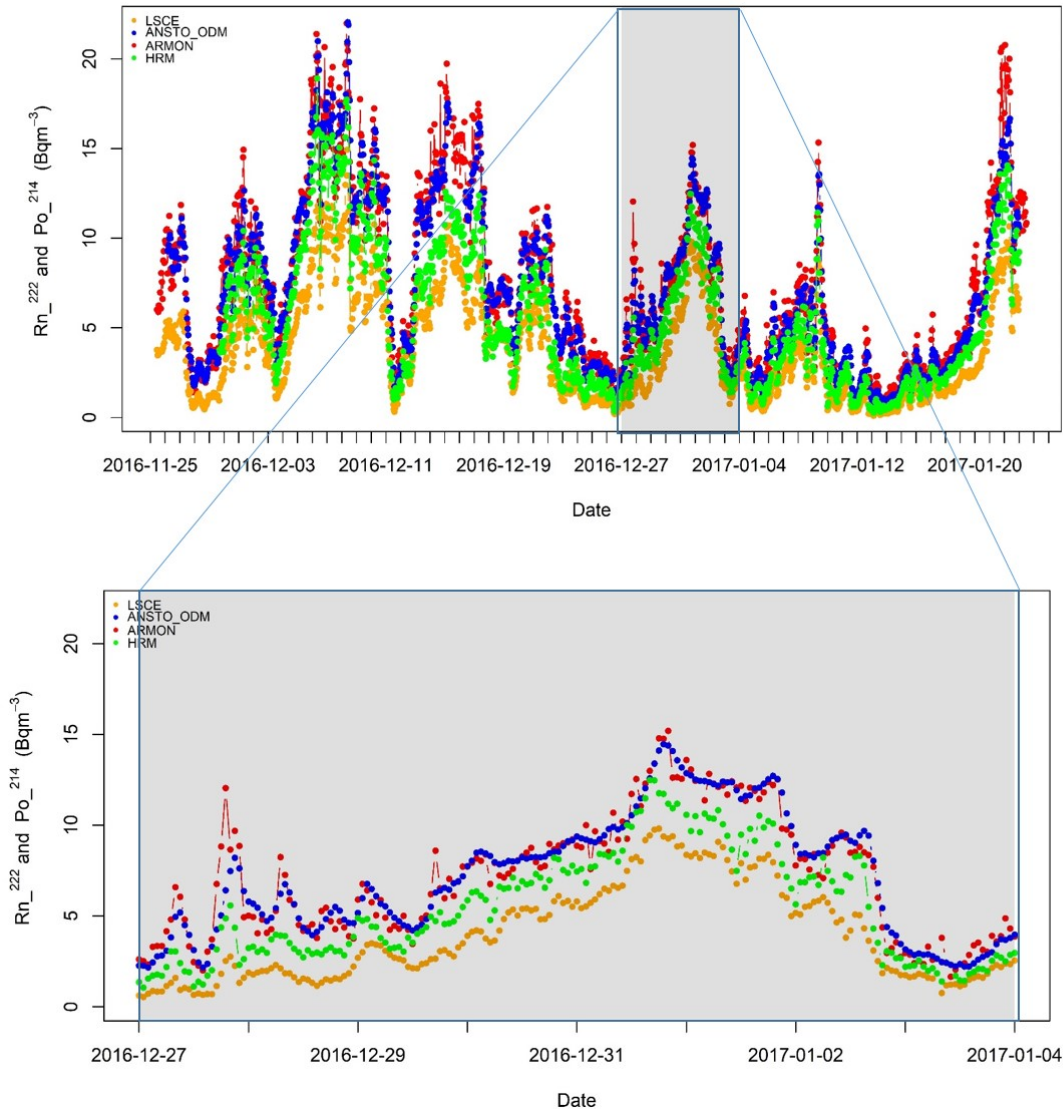 LSCE
ANSTO_ODM
ARMON
HRM
Rn_²²² and Po_²¹⁴ (Bqm⁻³)
20
15
10
5
0
2016-11-25 2016-12-03 2016-12-11 2016-12-19 2016-12-27 2017-01-04 2017-01-12 2017-01-20
Date
LSCE
ANSTO_ODM
ARMON
HRM
Rn_²²² and Po_²¹⁴ (Bqm⁻³)
20
15
10
5
0
2016-12-27 2016-12-29 2016-12-31 2017-01-02 2017-01-04
Date